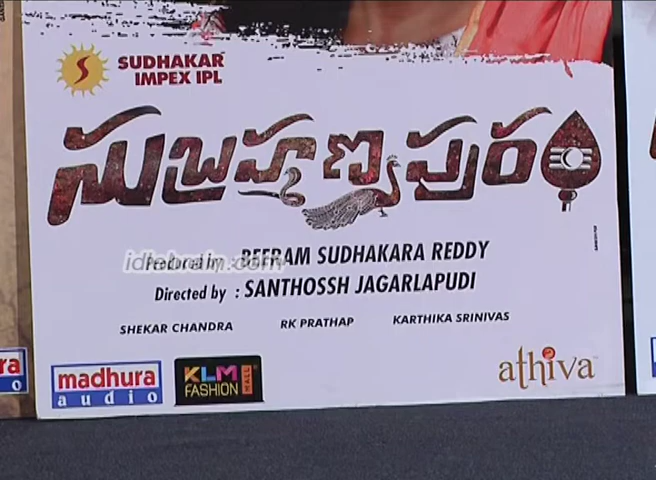 SUDHAKAR
IMPEX IPL
సుబ్రహ్మణ్యపురం
idlebrain.com
Produced by : BEERAM SUDHAKARA REDDY
Directed by : SANTHOSSH JAGARLAPUDI
SHEKAR CHANDRA RK PRATHAP KARTHIKA SRINIVAS
madhura
audio
KLM
FASHION
MALL
athiva
ra
o